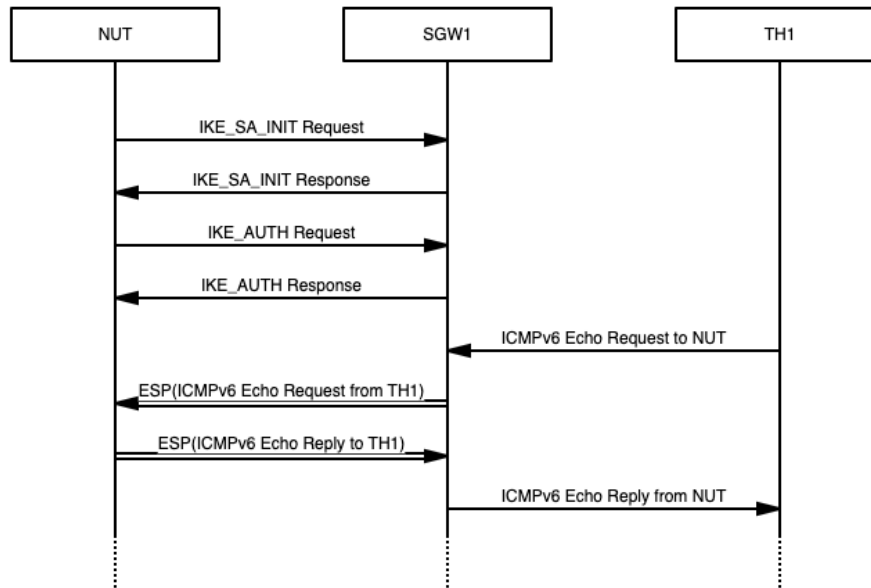 NUT
SGW1
TH1
IKE_SA_INIT Request
IKE_SA_INIT Response
IKE_AUTH Request
IKE_AUTH Response
ICMPv6 Echo Request to NUT
ESP(ICMPv6 Echo Request from TH1)
ESP(ICMPv6 Echo Reply to TH1)
ICMPv6 Echo Reply from NUT